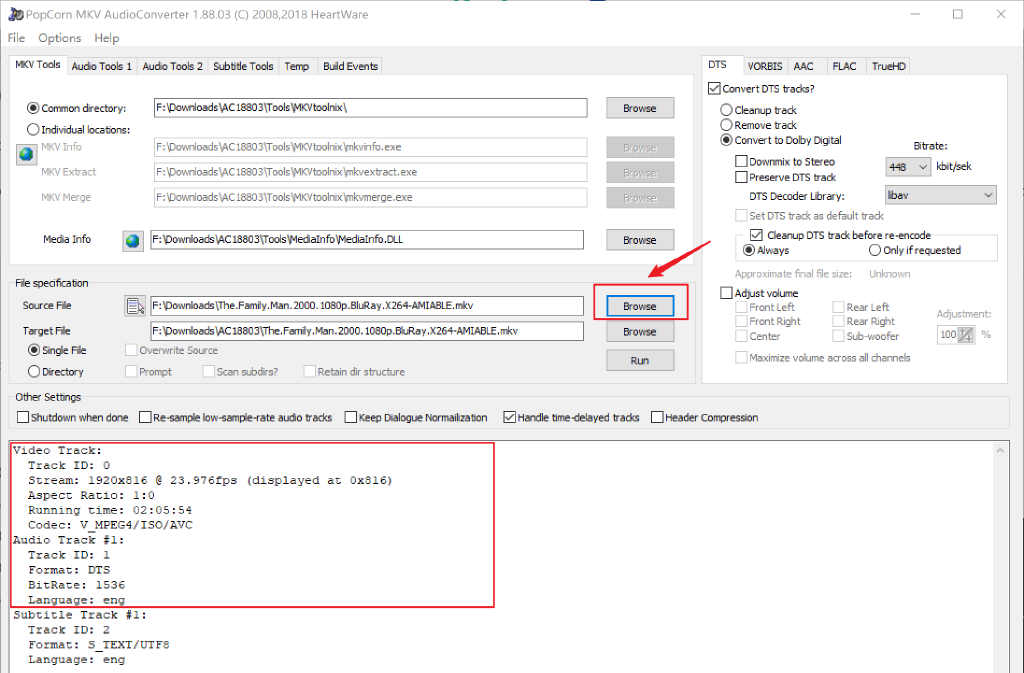 PopCorn MKV AudioConverter 1.88.03 (C) 2008,2018 HeartWare
File Options Help
MKV Tools Audio Tools 1 Audio Tools 2 Subtitle Tools Temp Build Events
Common directory: F:\Downloads\AC18803\Tools\MKVtoolnix\ Browse
Individual locations:
MKV Info F:\Downloads\AC18803\Tools\MKVtoolnix\mkvinfo.exe Browse
MKV Extract F:\Downloads\AC18803\Tools\MKVtoolnix\mkvextract.exe Browse
MKV Merge F:\Downloads\AC18803\Tools\MKVtoolnix\mkvmerge.exe Browse
Media Info F:\Downloads\AC18803\Tools\MediaInfo\MediaInfo.DLL Browse
File specification
Source File F:\Downloads\The.Family.Man.2000.1080p.BluRay.X264-AMIABLE.mkv Browse
Target File F:\Downloads\AC18803\The.Family.Man.2000.1080p.BluRay.X264-AMIABLE.mkv Browse
Single File Overwrite Source Run
Directory Prompt Scan subdirs? Retain dir structure
DTS VORBIS AAC FLAC TrueHD
Convert DTS tracks?
Cleanup track
Remove track
Convert to Dolby Digital
Bitrate:
Downmix to Stereo 448 kbit/sek
Preserve DTS track
DTS Decoder Library: libav
Set DTS track as default track
Cleanup DTS track before re-encode
Always Only if requested
Approximate final file size: Unknown
Adjust volume
Front Left Rear Left Adjustment:
Front Right Rear Right
Center Sub-woofer 100 %
Maximize volume across all channels
Other Settings
Shutdown when done Re-sample low-sample-rate audio tracks Keep Dialogue Normailization Handle time-delayed tracks Header Compression
Video Track:
Track ID: 0
Stream: 1920x816 @ 23.976fps (displayed at 0x816)
Aspect Ratio: 1:0
Running time: 02:05:54
Codec: V_MPEG4/ISO/AVC
Audio Track #1:
Track ID: 1
Format: DTS
BitRate: 1536
Language: eng
Subtitle Track #1:
Track ID: 2
Format: S_TEXT/UTF8
Language: eng